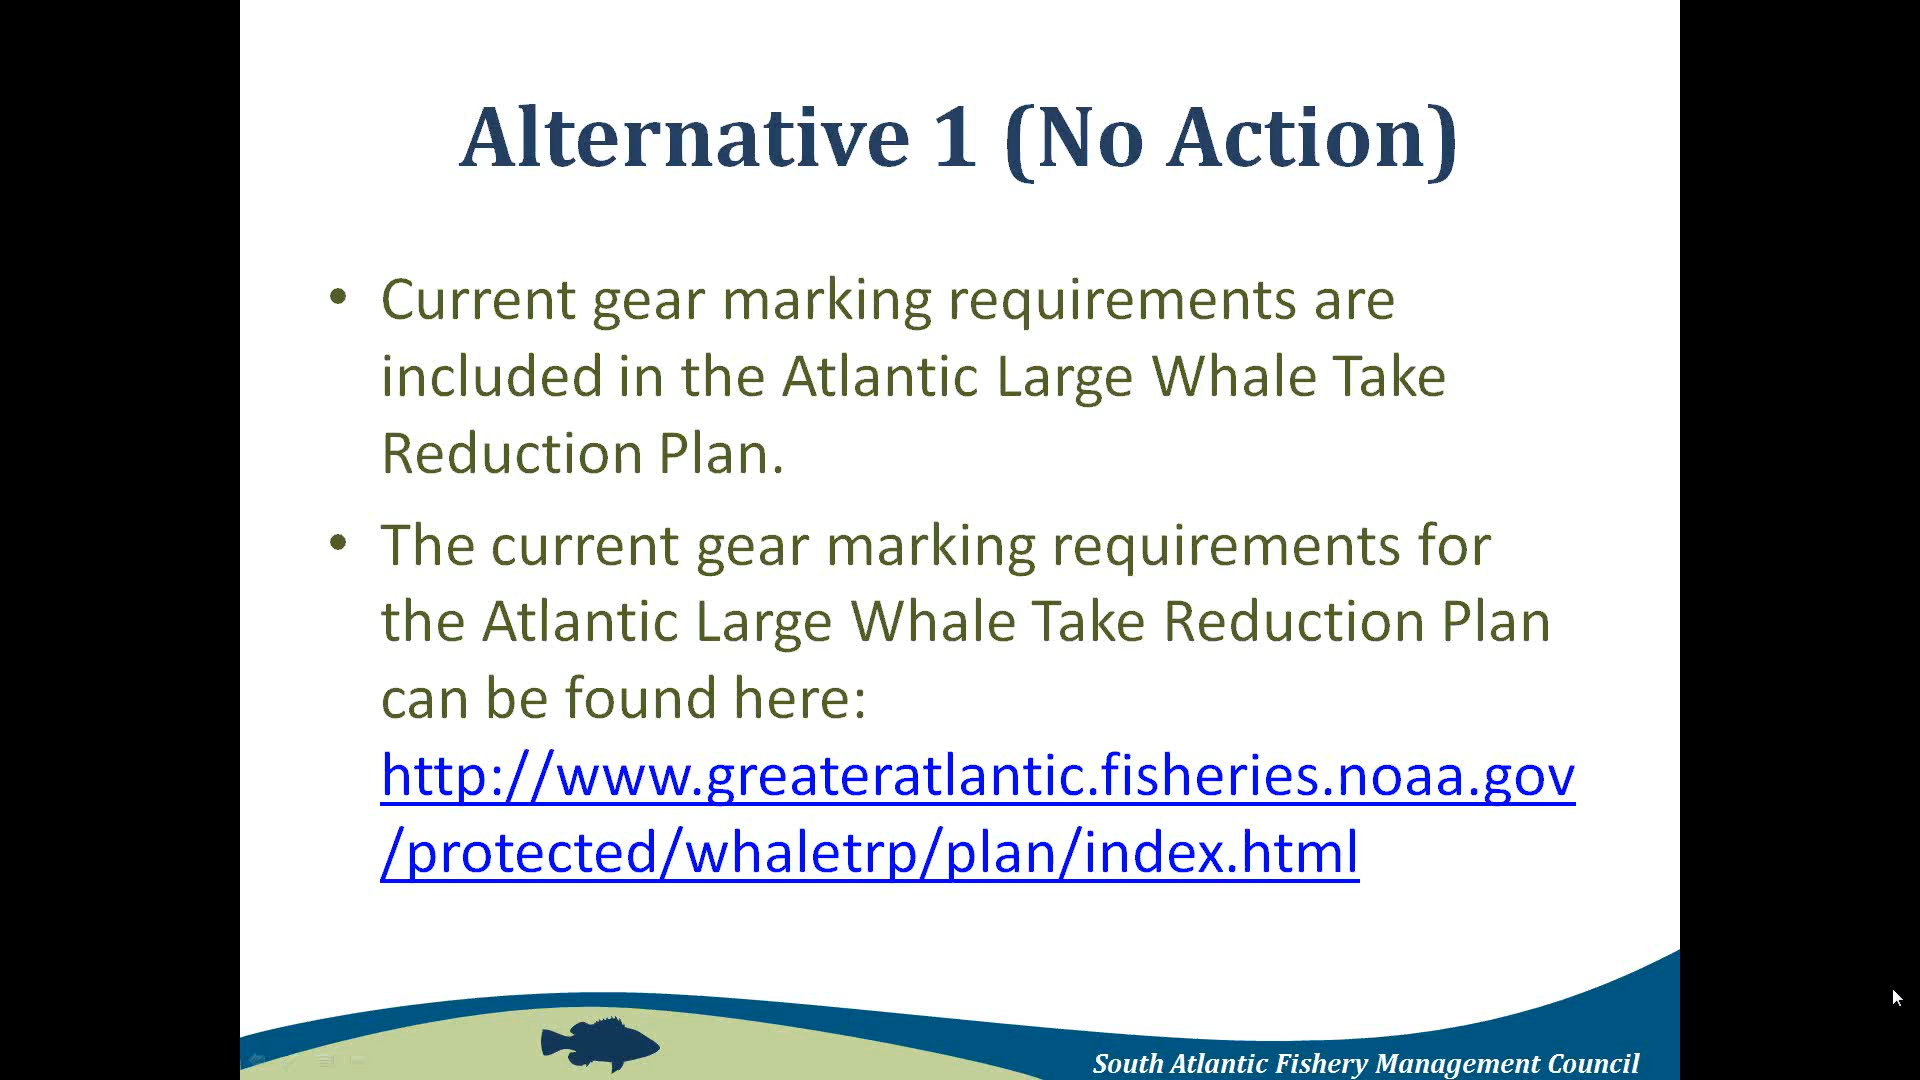 Alternative 1 (No Action)
• Current gear marking requirements are
included in the Atlantic Large Whale Take
Reduction Plan.
• The current gear marking requirements for
the Atlantic Large Whale Take Reduction Plan
can be found here:
http://www.greateratlantic.fisheries.noaa.gov
/protected/whaletrp/plan/index.html
South Atlantic Fishery Management Council